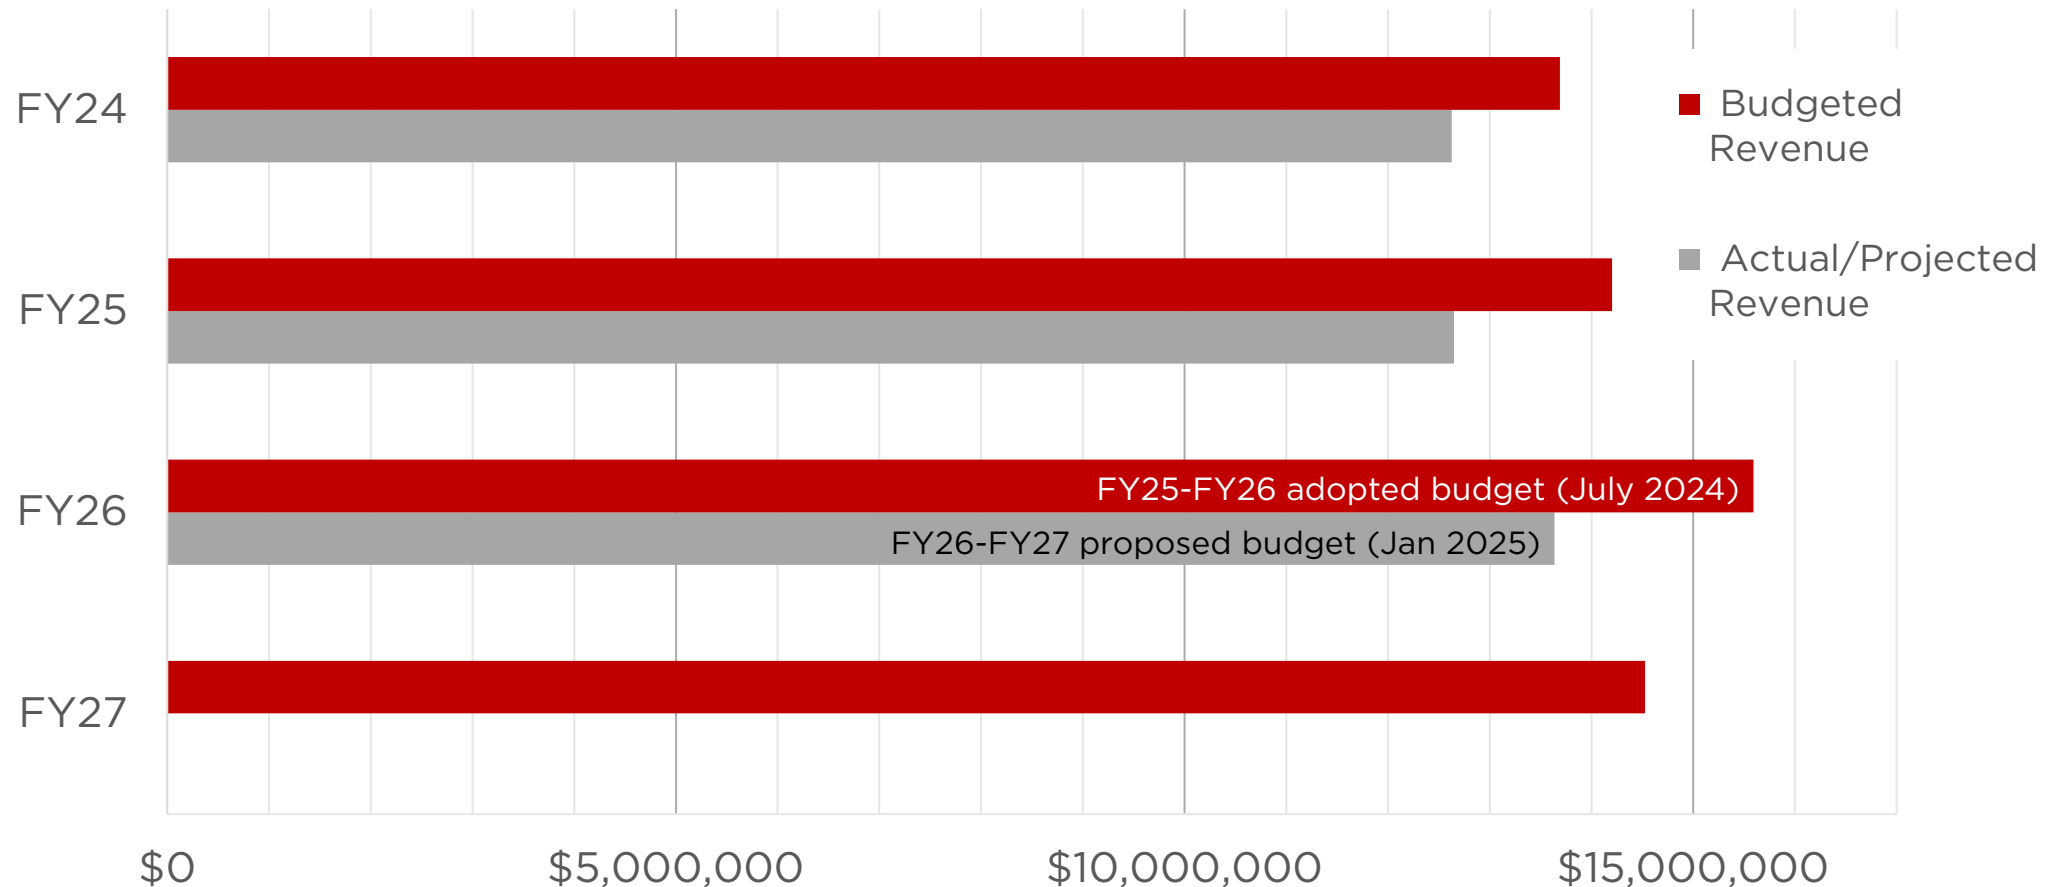 FY24
Budgeted
Revenue
Actual/Projected
Revenue
FY25
FY26
FY25-FY26 adopted budget (July 2024)
FY26-FY27 proposed budget (Jan 2025)
FY27
$0
$5,000,000
$10,000,000
$15,000,000